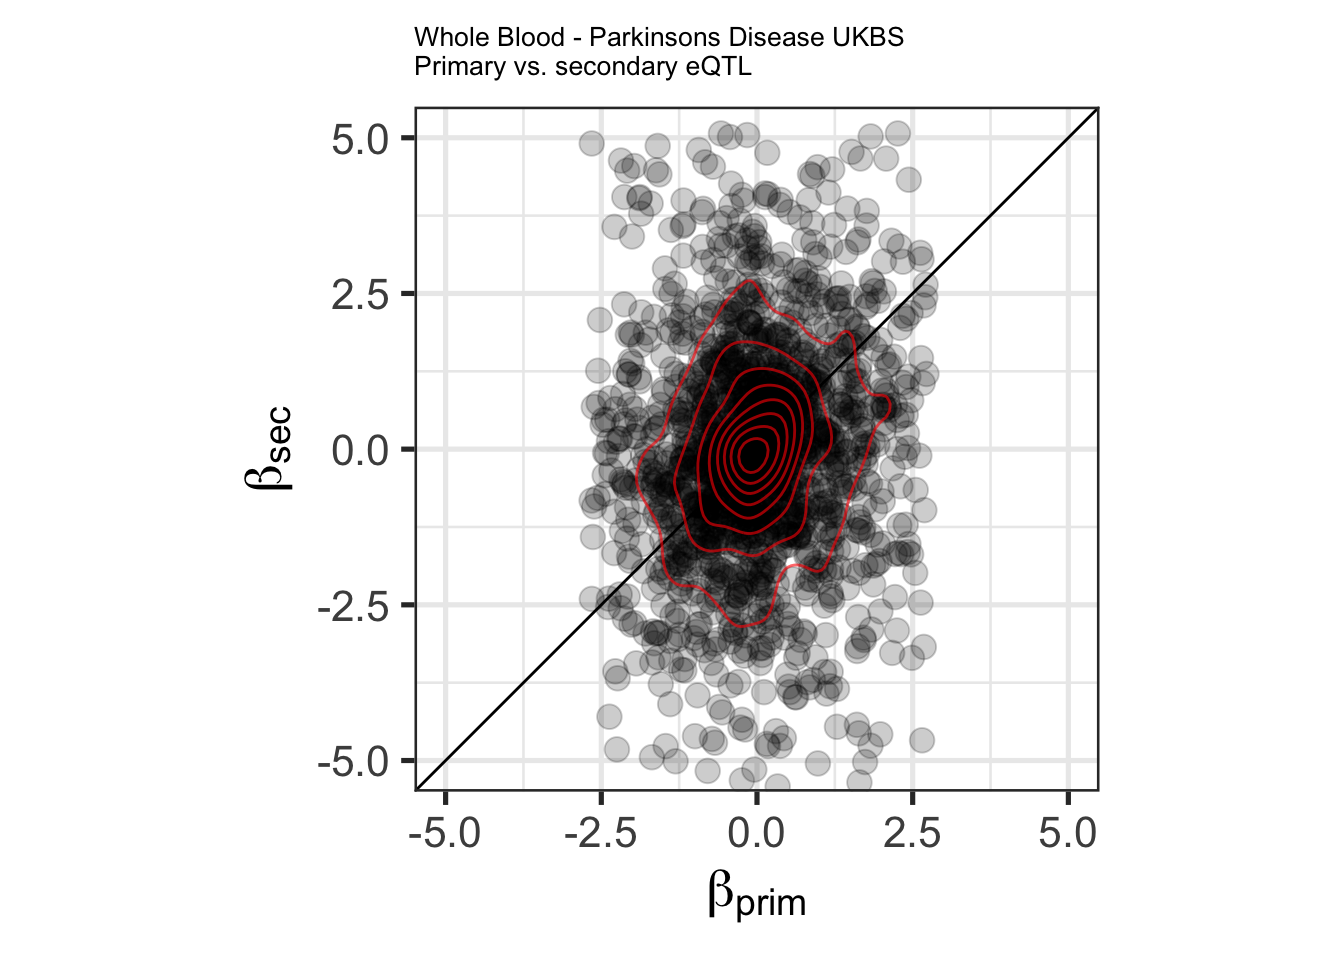 Whole Blood - Parkinsons Disease UKBS
Primary vs. secondary eQTL
5.0
2.5
0.0
-2.5
-5.0
βsec
-5.0 -2.5 0.0 2.5 5.0
βprim